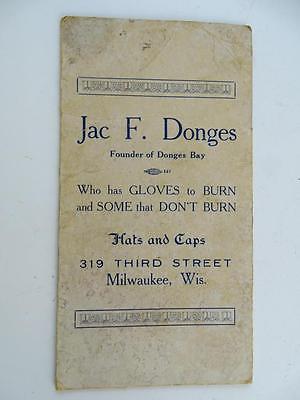 Jac F. Donges
Founder of Donges Bay
Who has GLOVES to BURN
and SOME that DON'T BURN
Hats and Caps
319 THIRD STREET
Milwaukee, Wis.